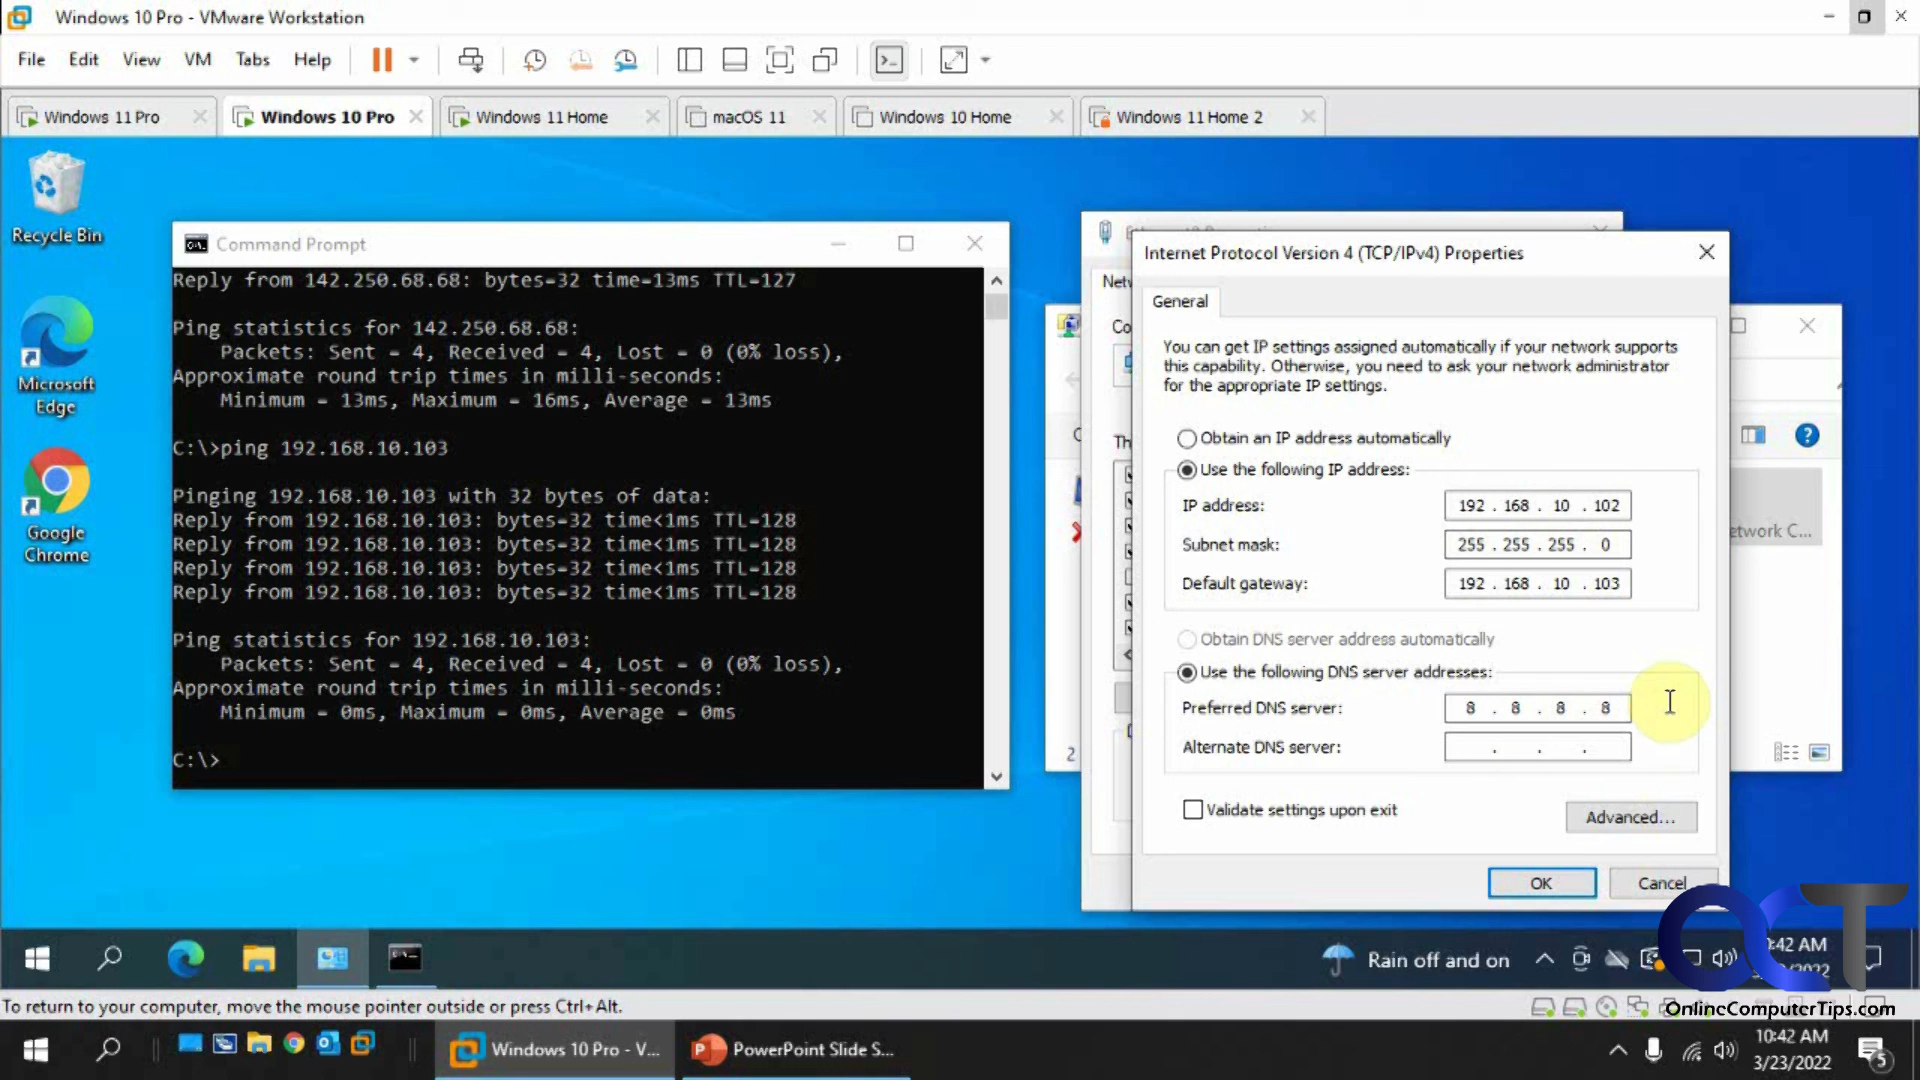 Windows 10 Pro - VMware Workstation
File Edit View VM Tabs Help
Windows 11 Pro
Windows 10 Pro
Windows 11 Home
macOS 11
Windows 10 Home
Windows 11 Home 2
Recycle Bin
Microsoft
Edge
Google
Chrome
Command Prompt
Reply from 142.250.68.68: bytes=32 time=13ms TTL=127
Ping statistics for 142.250.68.68:
Packets: Sent = 4, Received = 4, Lost = 0 (0% loss),
Approximate round trip times in milli-seconds:
Minimum = 13ms, Maximum = 16ms, Average = 13ms
C:\>ping 192.168.10.103
Pinging 192.168.10.103 with 32 bytes of data:
Reply from 192.168.10.103: bytes=32 time<1ms TTL=128
Reply from 192.168.10.103: bytes=32 time<1ms TTL=128
Reply from 192.168.10.103: bytes=32 time<1ms TTL=128
Reply from 192.168.10.103: bytes=32 time<1ms TTL=128
Ping statistics for 192.168.10.103:
Packets: Sent = 4, Received = 4, Lost = 0 (0% loss),
Approximate round trip times in milli-seconds:
Minimum = 0ms, Maximum = 0ms, Average = 0ms
C:\>
Netw
Co
Th
2
etwork C...
Internet Protocol Version 4 (TCP/IPv4) Properties
General
You can get IP settings assigned automatically if your network supports
this capability. Otherwise, you need to ask your network administrator
for the appropriate IP settings.
Obtain an IP address automatically
Use the following IP address:
IP address: 192 . 168 . 10 . 102
Subnet mask: 255 . 255 . 255 . 0
Default gateway: 192 . 168 . 10 . 103
Obtain DNS server address automatically
Use the following DNS server addresses:
Preferred DNS server: 8 . 8 . 8 . 8
Alternate DNS server: . . .
Validate settings upon exit
Advanced...
OK Cancel
Rain off and on
:42 AM
2022
OCT
OnlineComputerTips.com
To return to your computer, move the mouse pointer outside or press Ctrl+Alt.
Windows 10 Pro - V...
PowerPoint Slide S...
10:42 AM
3/23/2022
5